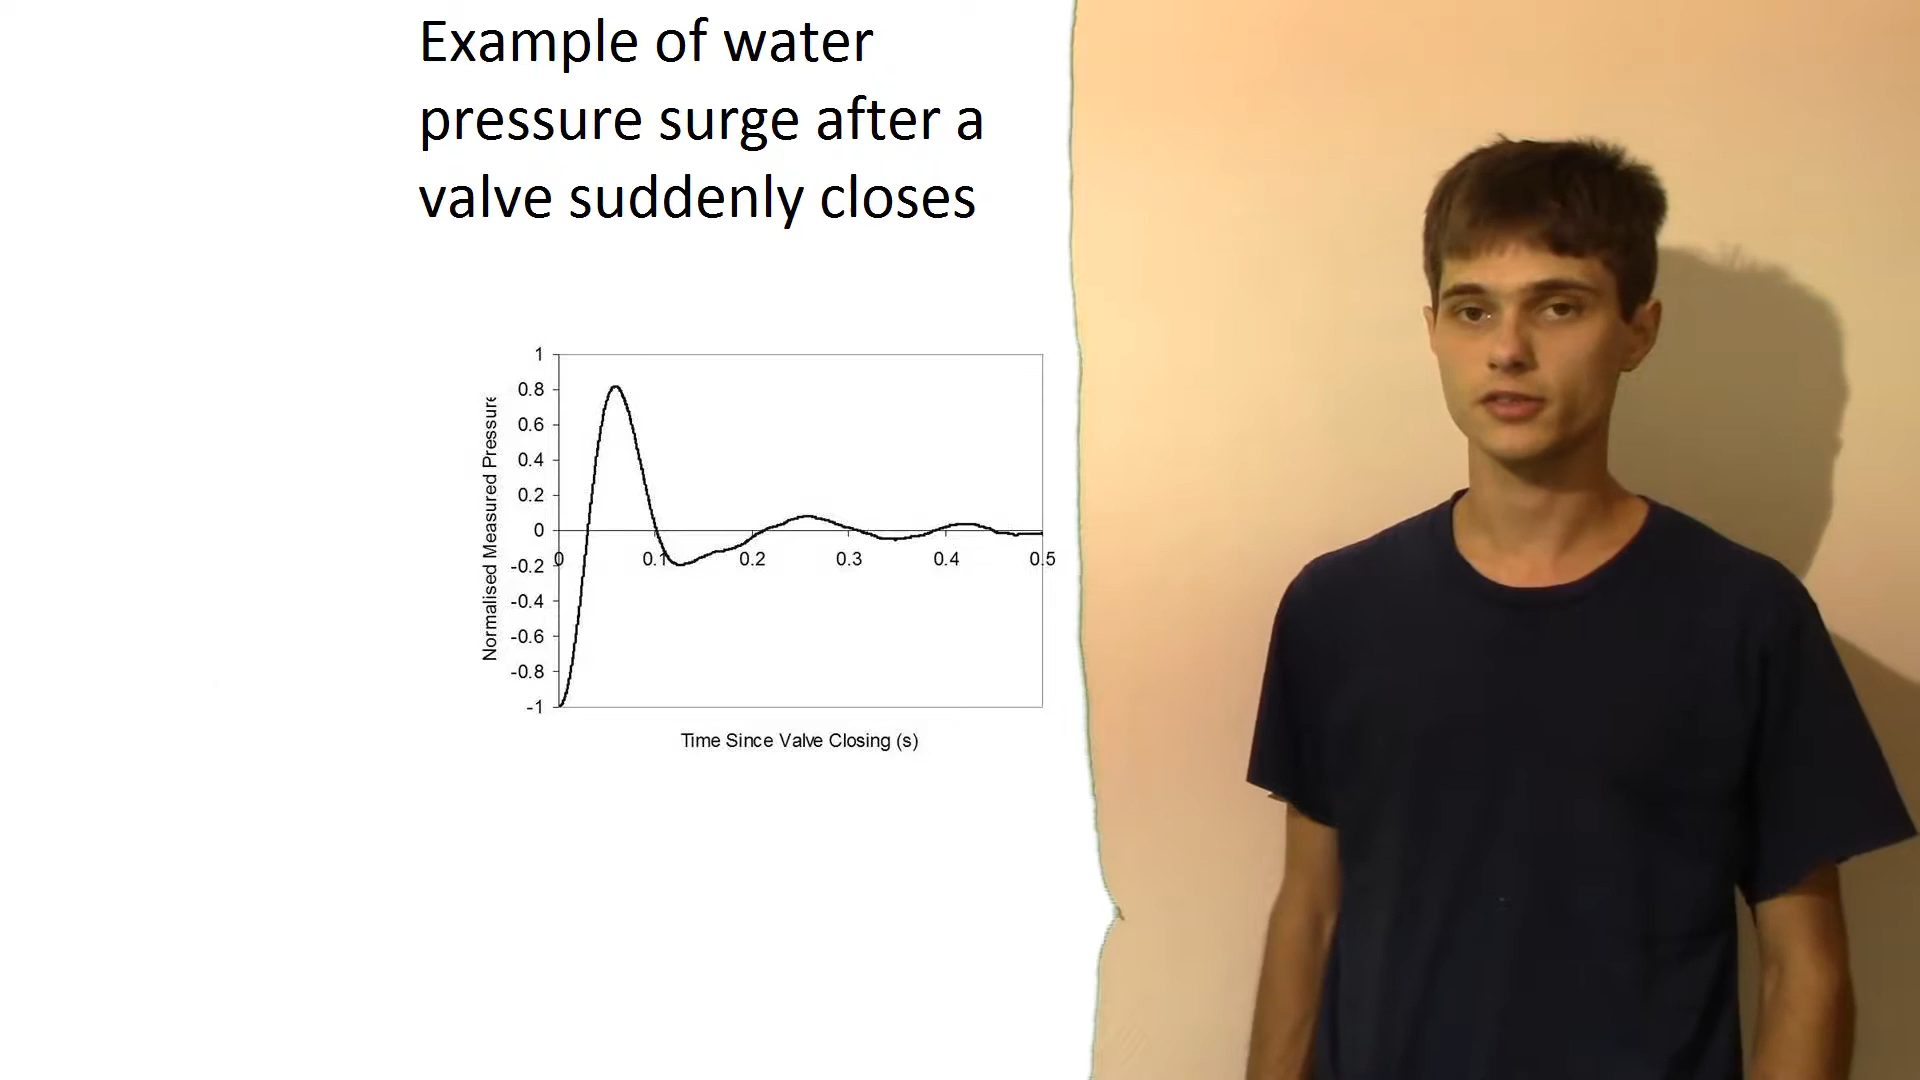 Example of water
pressure surge after a
valve suddenly closes
1
0.8
0.6
0.4
0.2
0
-0.2
-0.4
-0.6
-0.8
-1
0 0.1 0.2 0.3 0.4 0.5
Normalised Measured Pressure
Time Since Valve Closing (s)